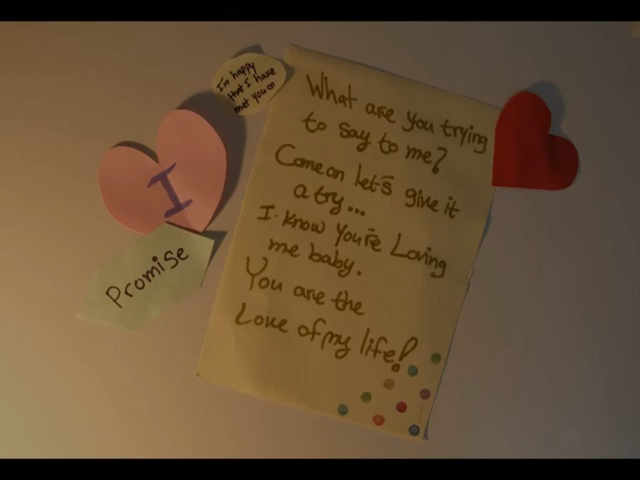 I'm happy
that I have
met you
I
Promise
What are you trying
to say to me?
Come on let's give it
a try...
I know You're Loving
me baby.
You are the
Love of my life!